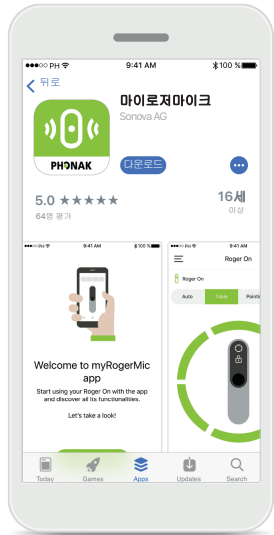 PH 9:41 AM 100 %
뒤로
마이로저마이크
Sonova AG
PHONAK
다운로드
5.0 ★★★★★
64명 평가
16세
이상
PH 9:41 AM 100 %
Welcome to myRogerMic
app
Start using your Roger On with the app
and discover all its functionalities.
Let's take a look!
PH 9:41 AM
Roger On
Roger On
Auto Table Pointi
Today Games Apps Updates Search